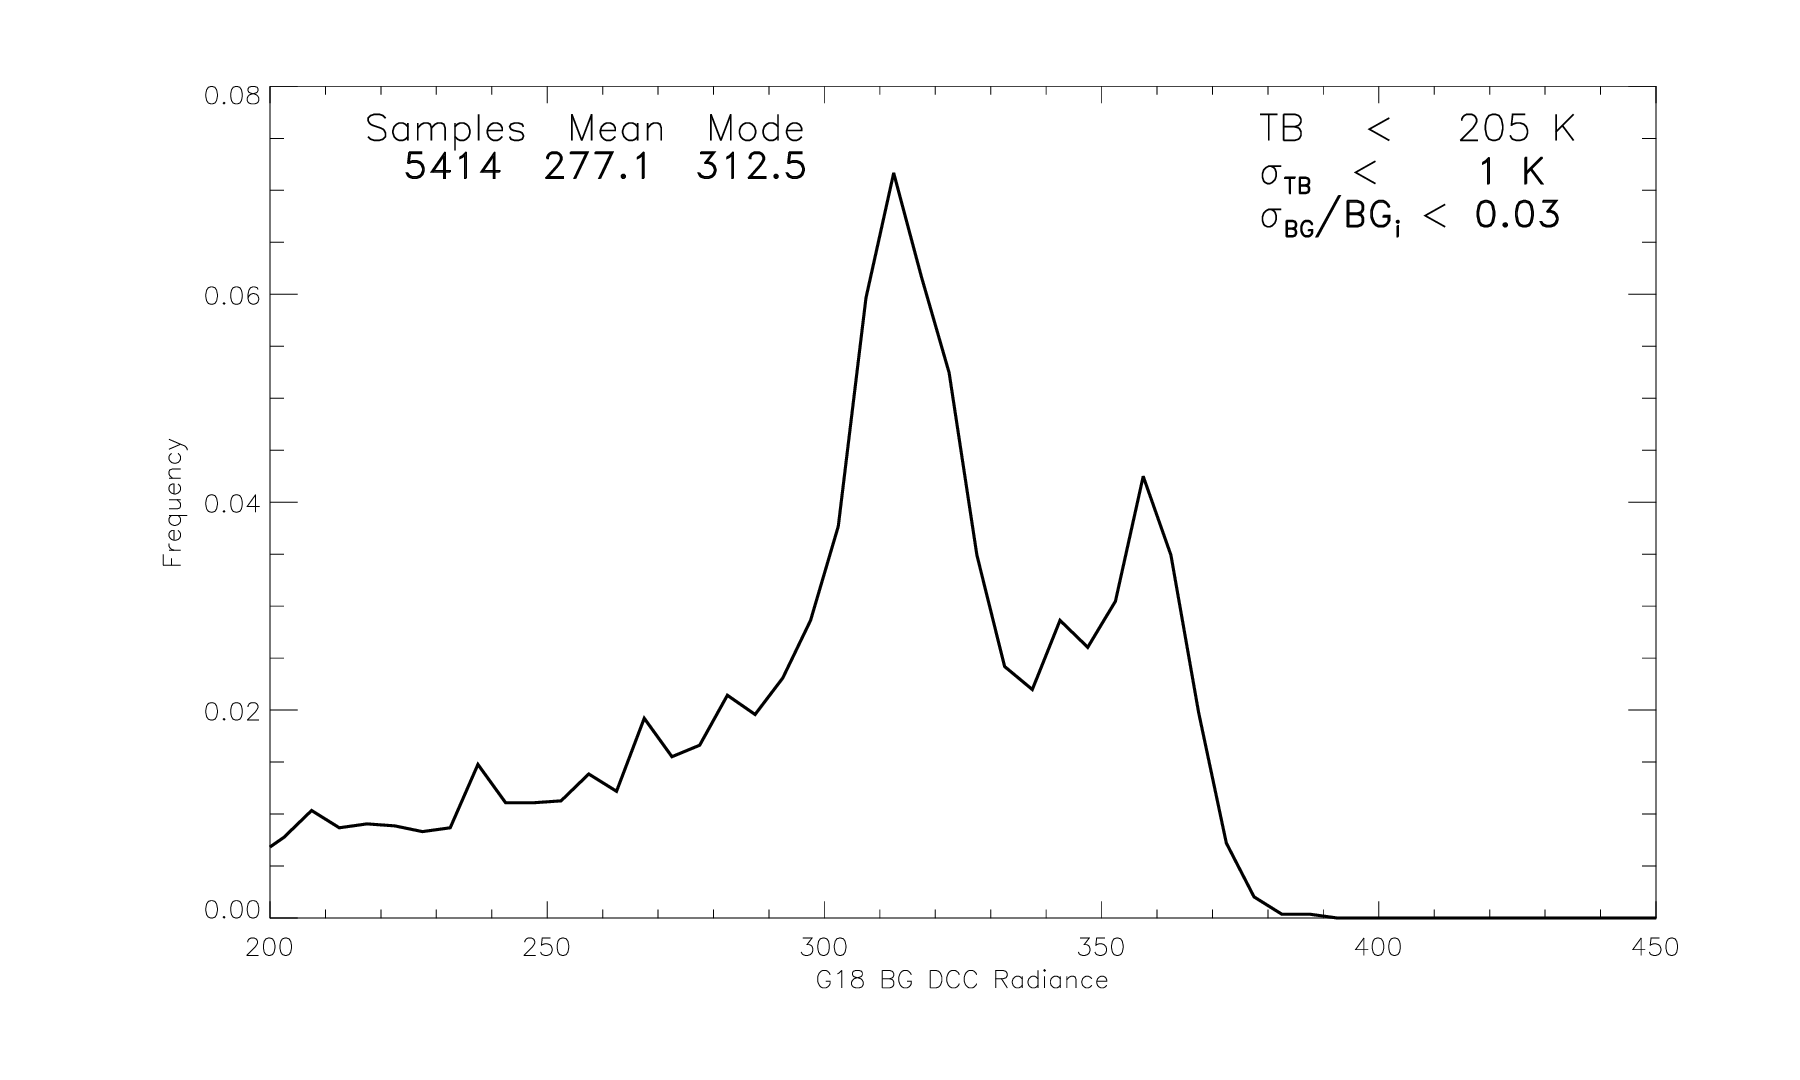 Samples Mean Mode
5414 277.1 312.5
TB < 205 K
σTB < 1 K
σBG/BGi < 0.03
0.08
0.06
0.04
0.02
0.00
Frequency
200 250 300 350 400 450
G18 BG DCC Radiance